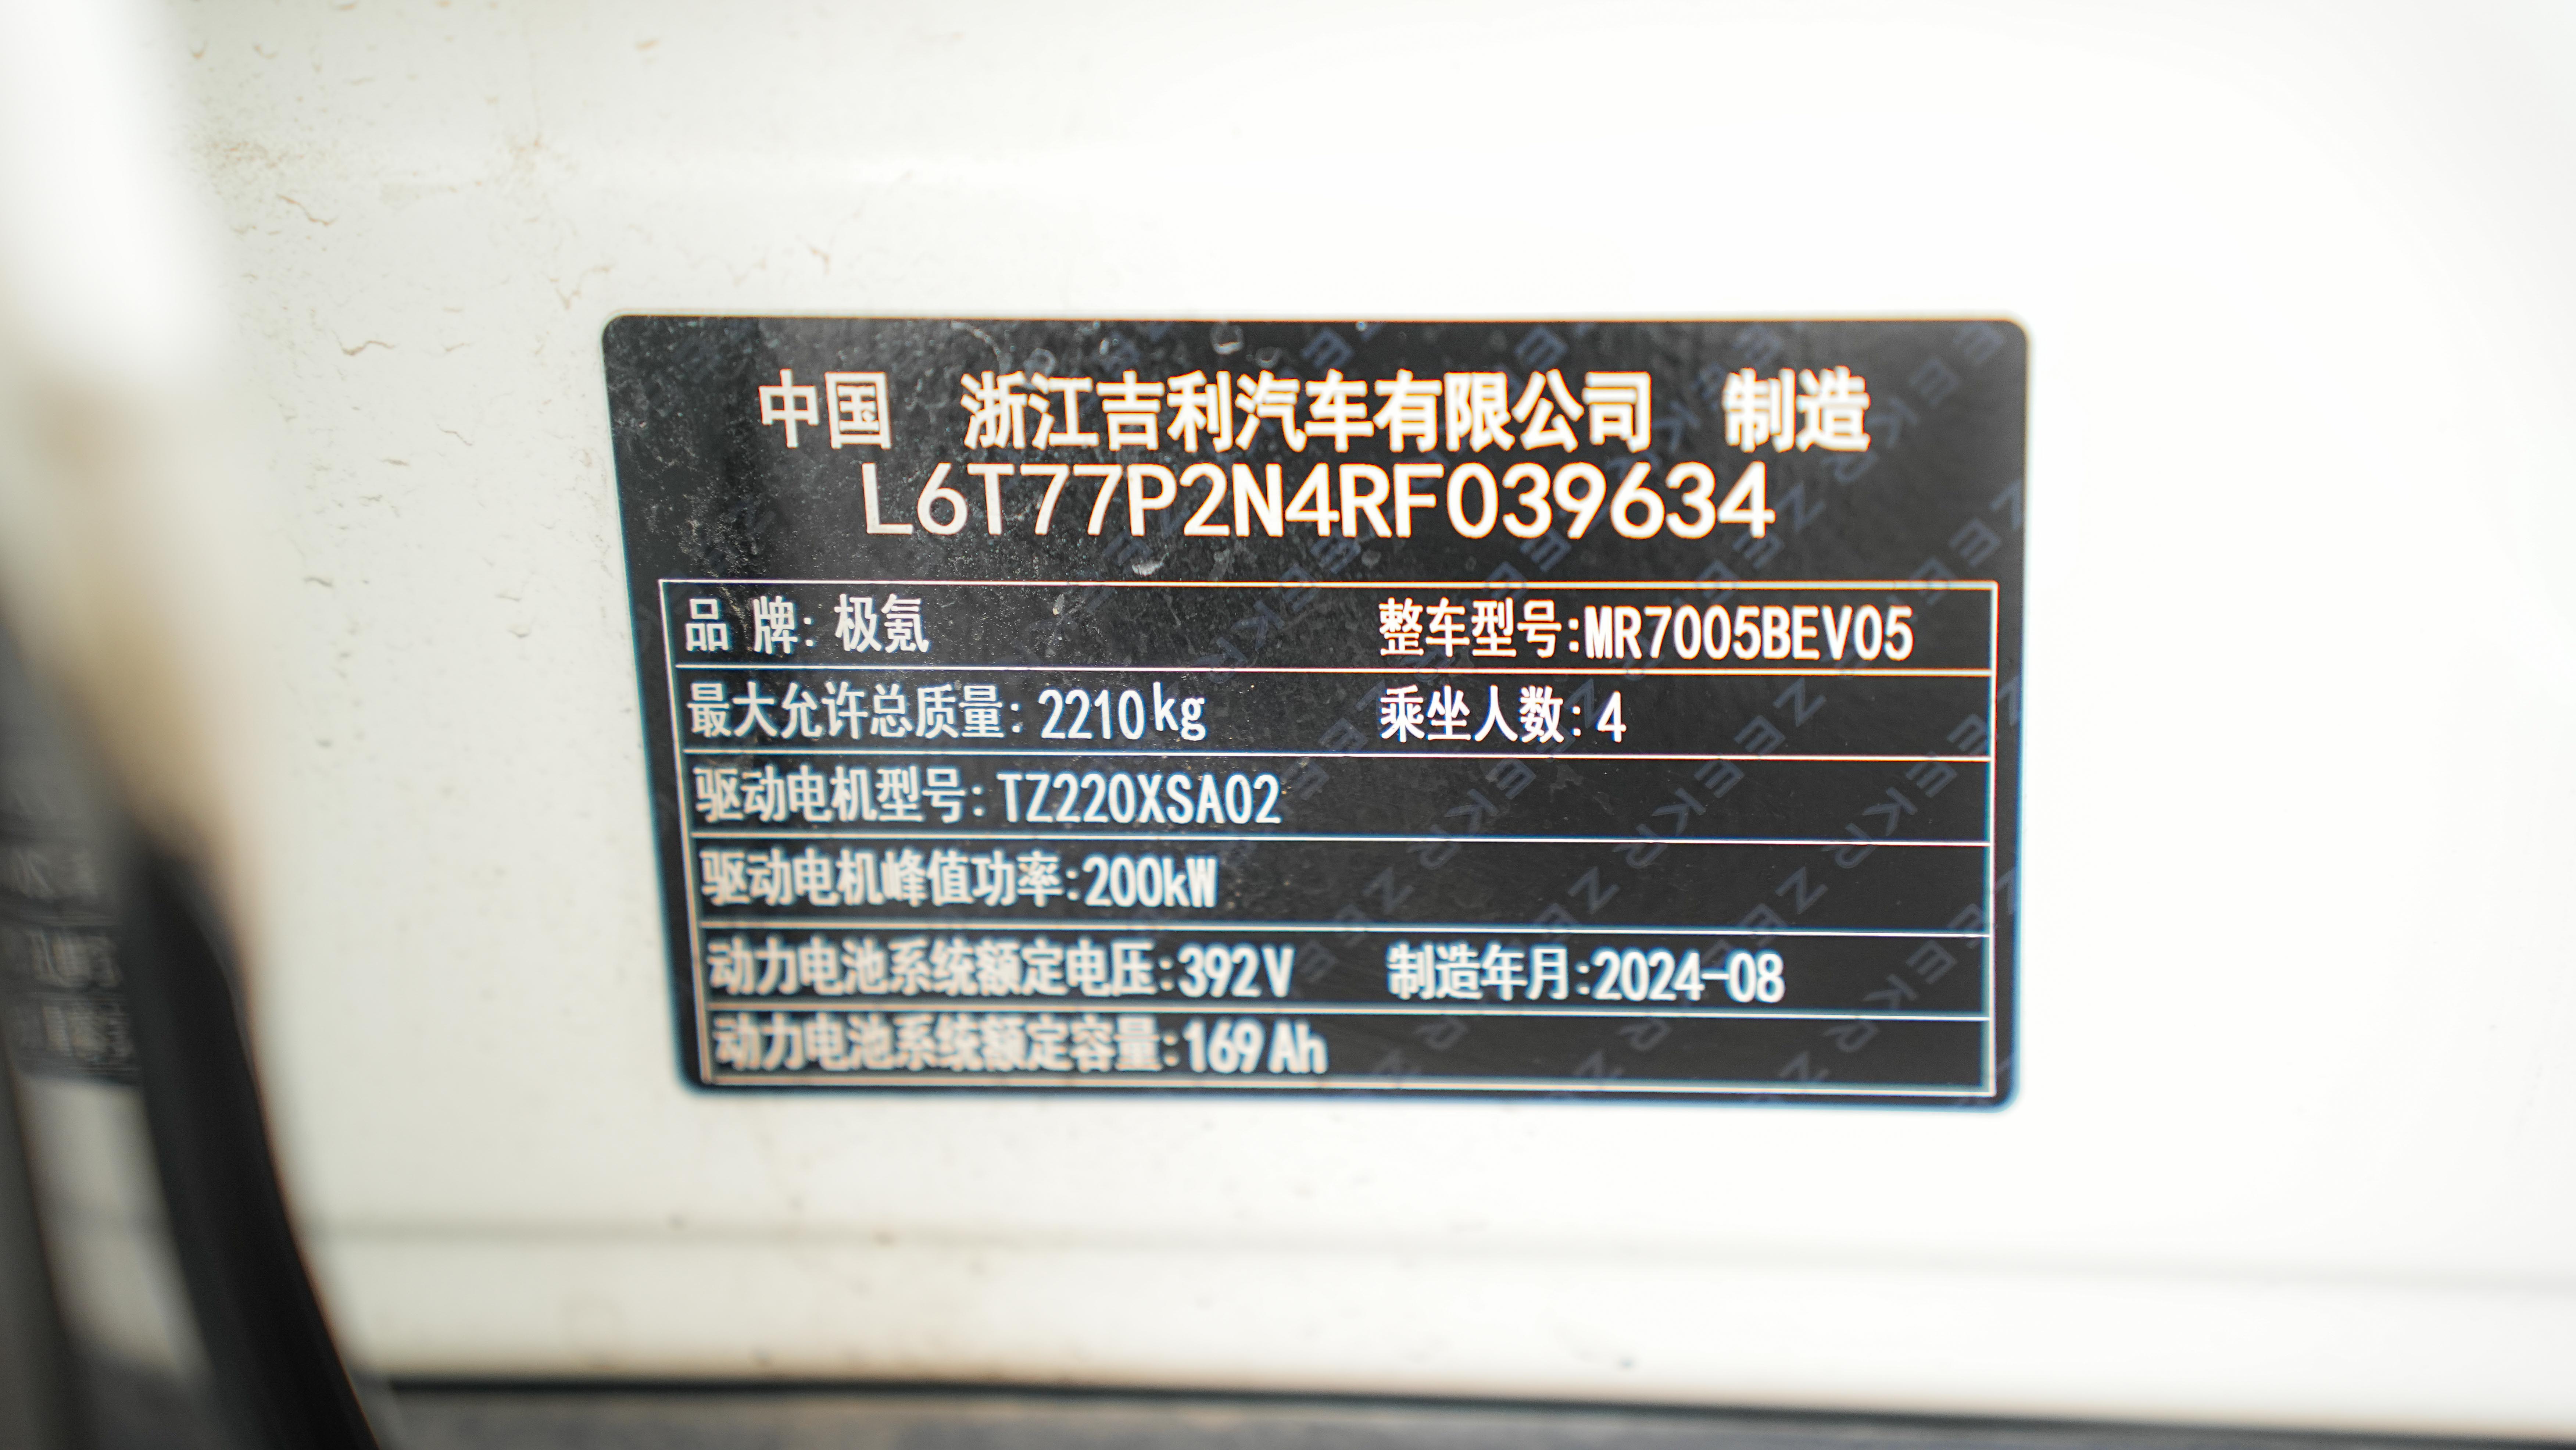 中国 浙江吉利汽车有限公司 制造
L6T77P2N4RF039634
品 牌: 极氪 整车型号:MR7005BEV05
最大允许总质量: 2210kg 乘坐人数:4
驱动电机型号: TZ220XSA02
驱动电机峰值功率:200kW
动力电池系统额定电压:392V 制造年月:2024-08
动力电池系统额定容量:169Ah
ZEEKR